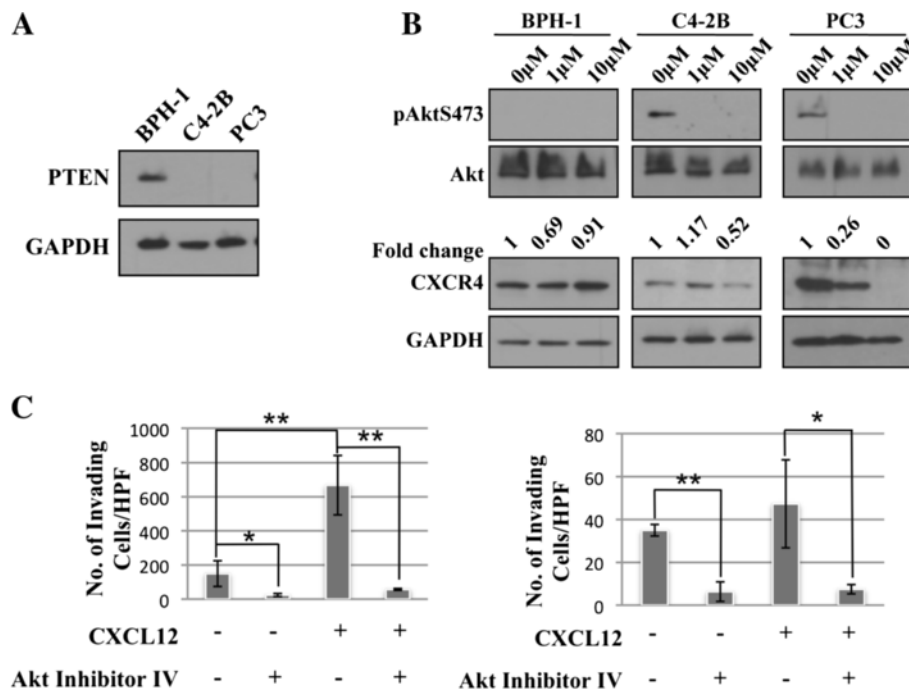 A
BPH-1 C4-2B PC3
PTEN
GAPDH
B
BPH-1 C4-2B PC3
0µM 1µM 10µM 0µM 1µM 10µM 0µM 1µM 10µM
pAktS473
Akt
Fold change 1 0.69 0.91 1 1.17 0.52 1 0.26 0
CXCR4
GAPDH
C
No. of Invading
Cells/HPF
1000
800
600
400
200
0
** ** *
CXCL12 - - + +
Akt Inhibitor IV - + - +
No. of Invading
Cells/HPF
80
60
40
20
0
** *
CXCL12 - - + +
Akt Inhibitor IV - + - +